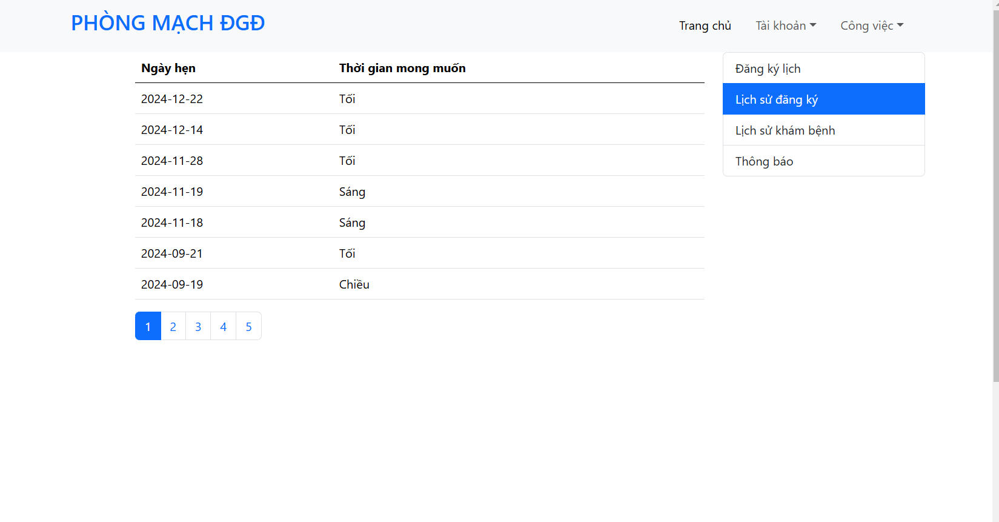 PHÒNG MẠCH ĐGĐ
Trang chủ Tài khoản Công việc
Ngày hẹn Thời gian mong muốn
2024-12-22 Tối
2024-12-14 Tối
2024-11-28 Tối
2024-11-19 Sáng
2024-11-18 Sáng
2024-09-21 Tối
2024-09-19 Chiều
1 2 3 4 5
Đăng ký lịch
Lịch sử đăng ký
Lịch sử khám bệnh
Thông báo